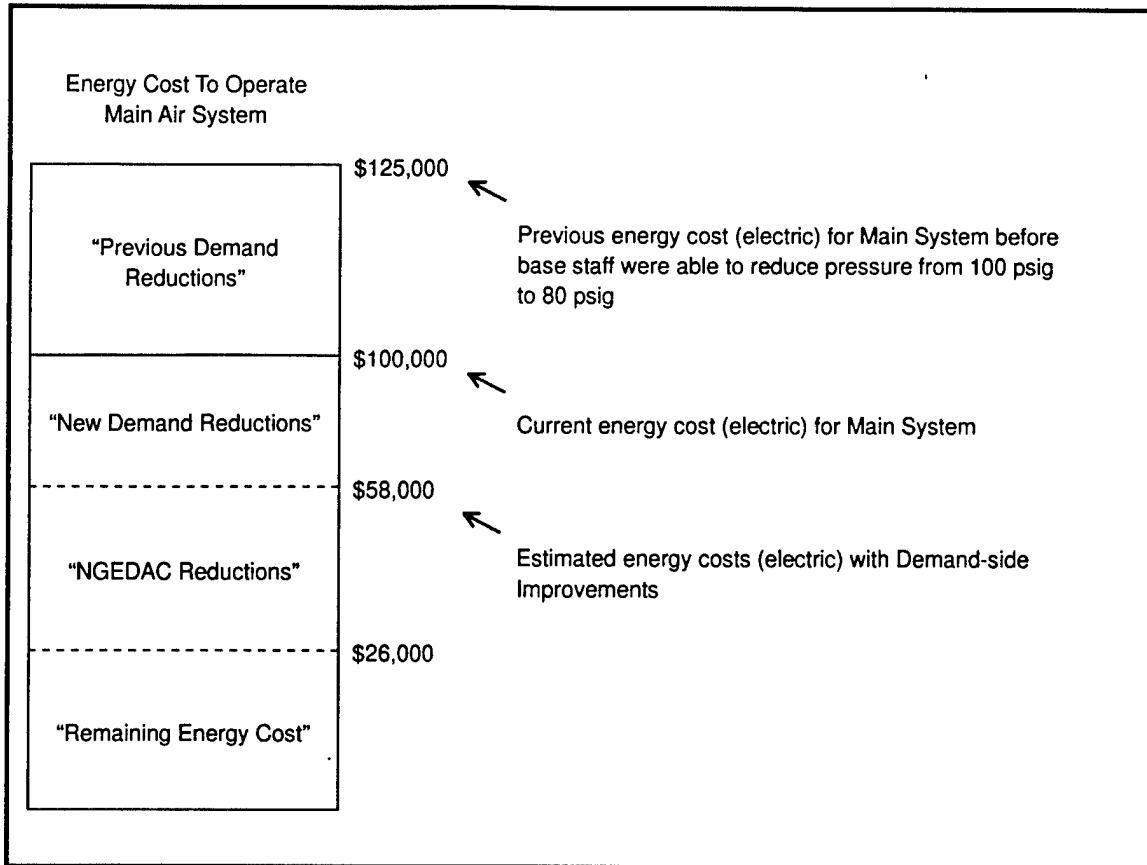 Energy Cost To Operate
Main Air System
$125,000
“Previous Demand
Reductions”
Previous energy cost (electric) for Main System before
base staff were able to reduce pressure from 100 psig
to 80 psig
$100,000
“New Demand Reductions”
Current energy cost (electric) for Main System
$58,000
“NGEDAC Reductions”
Estimated energy costs (electric) with Demand-side
Improvements
$26,000
“Remaining Energy Cost”